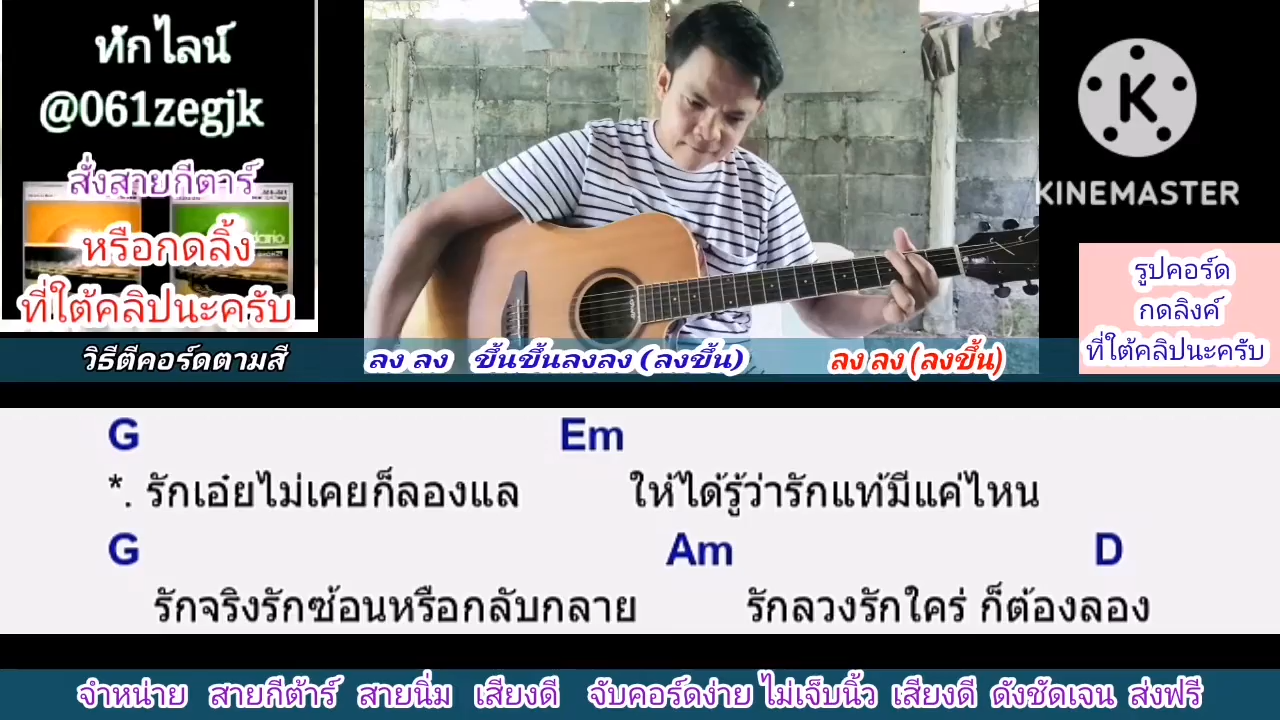 ทักไลน์
@061zegjk
สั่งสายกีตาร์
หรือกดลิ้ง
ที่ใต้คลิปนะครับ
KINEMASTER
รูปคอร์ด
กดลิงค์
ที่ใต้คลิปนะครับ
วิธีตีคอร์ดตามสี ลง ลง ขึ้นขึ้นลงลง (ลงขึ้น) ลง ลง (ลงขึ้น)
G Em
*. รักเอ๋ยไม่เคยก็ลองแล ให้ได้รู้ว่ารักแท้มีแค่ไหน
G Am D
รักจริงรักซ้อนหรือกลับกลาย รักลวงรักใคร่ ก็ต้องลอง
จำหน่าย สายกีต้าร์ สายนิ่ม เสียงดี จับคอร์ดง่าย ไม่เจ็บนิ้ว เสียงดี ดังชัดเจน ส่งฟรี